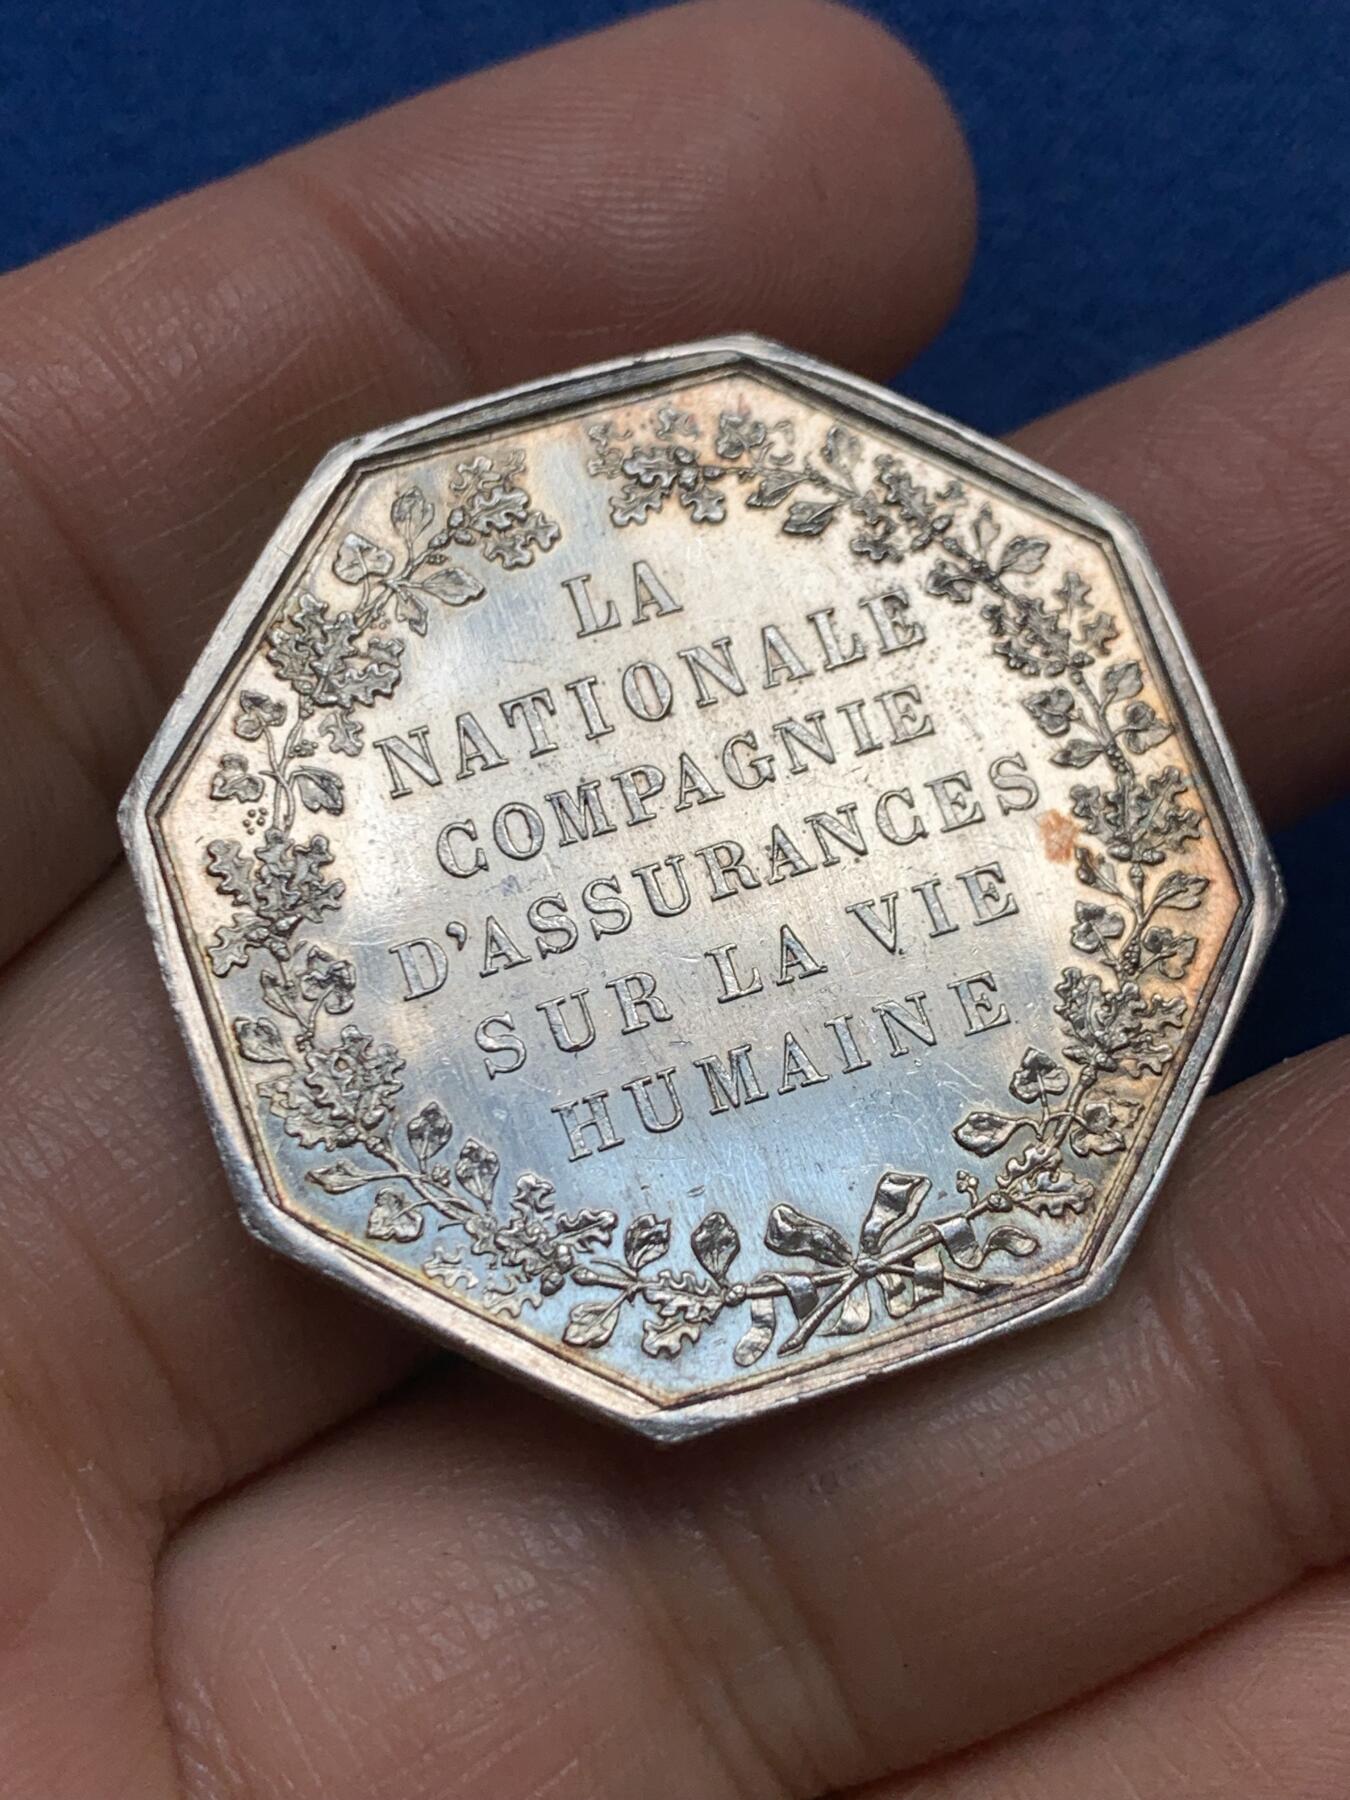 LA
NATIONALE
COMPAGNIE
D'ASSURANCES
SUR LA VIE
HUMAINE